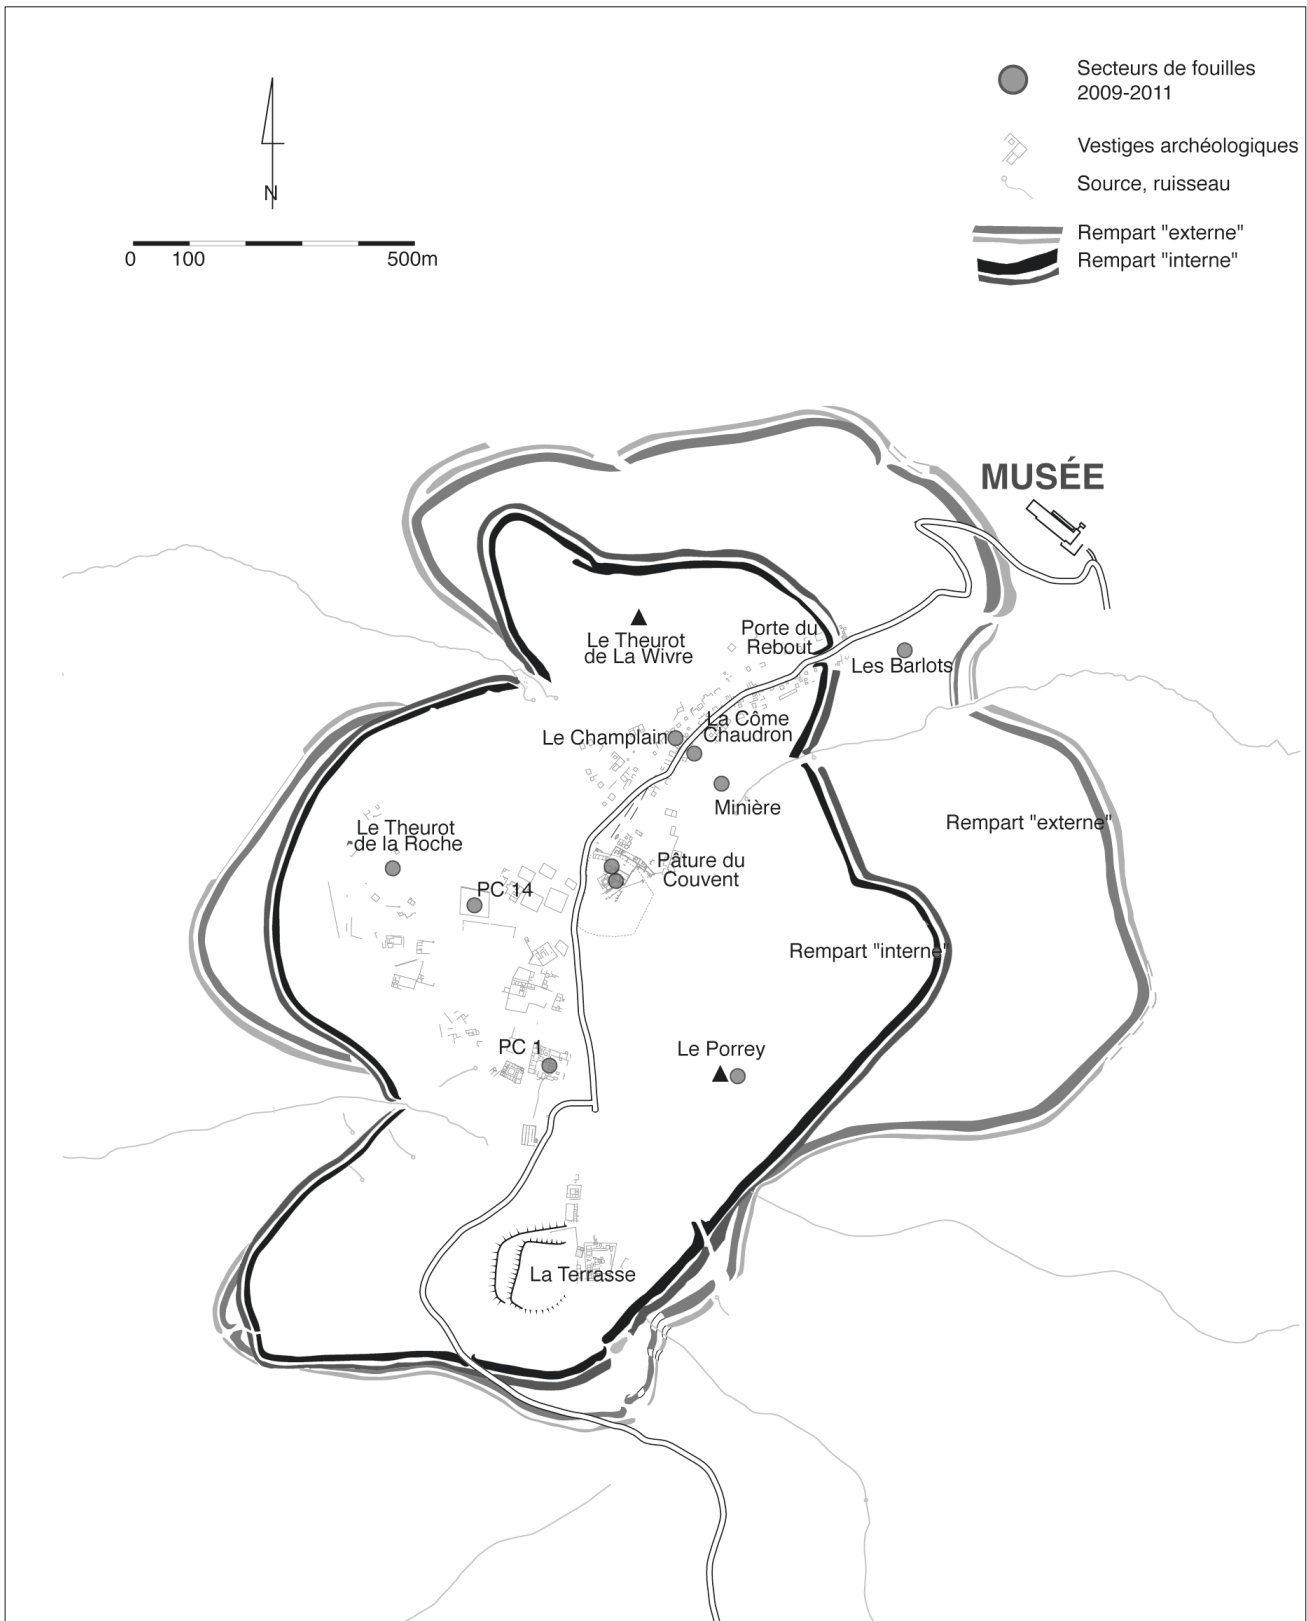 Secteurs de fouilles
2009-2011
Vestiges archéologiques
Source, ruisseau
Rempart "externe"
Rempart "interne"
N
0 100 500m
MUSÉE
Le Theurot
de La Wivre
Porte du
Rebout
Les Barlots
La Côme
Chaudron
Le Champlain
Minière
Rempart "externe"
Le Theurot
de la Roche
Pâture du
Couvent
PC 14
Rempart "interne"
PC 1
Le Porrey
La Terrasse